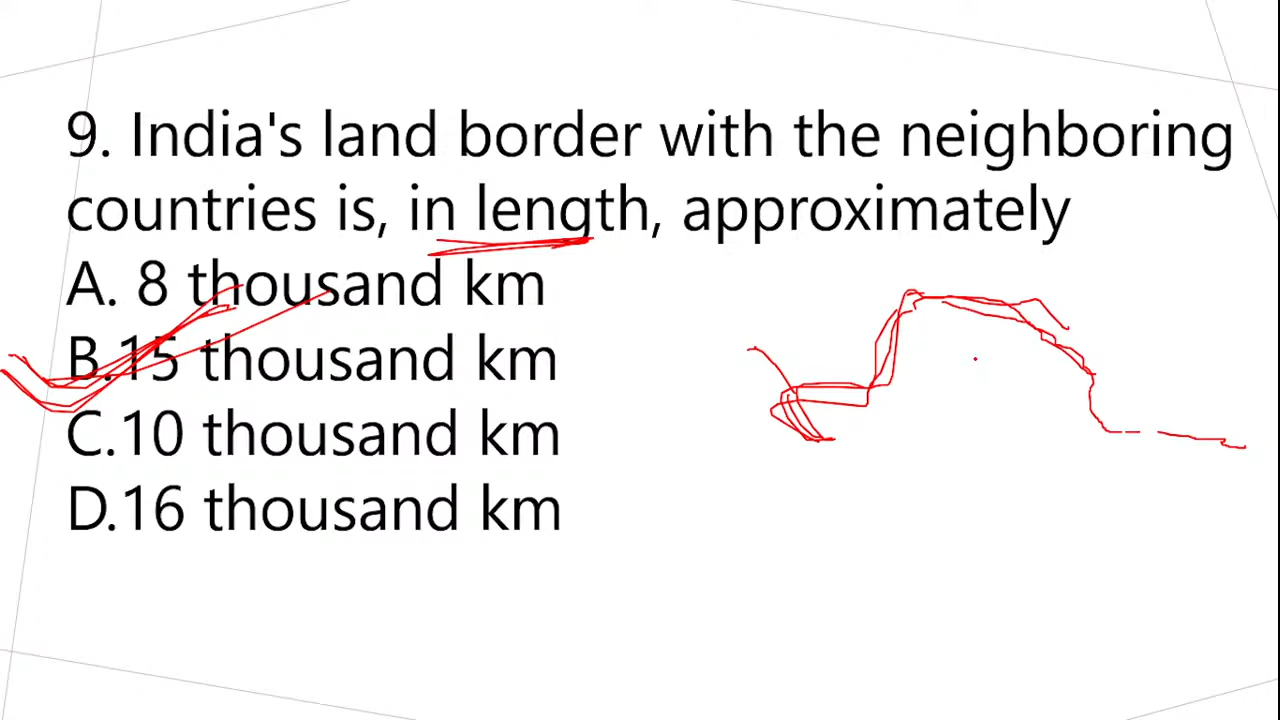 9. India's land border with the neighboring
countries is, in length, approximately
A. 8 thousand km
B.15 thousand km
C.10 thousand km
D.16 thousand km